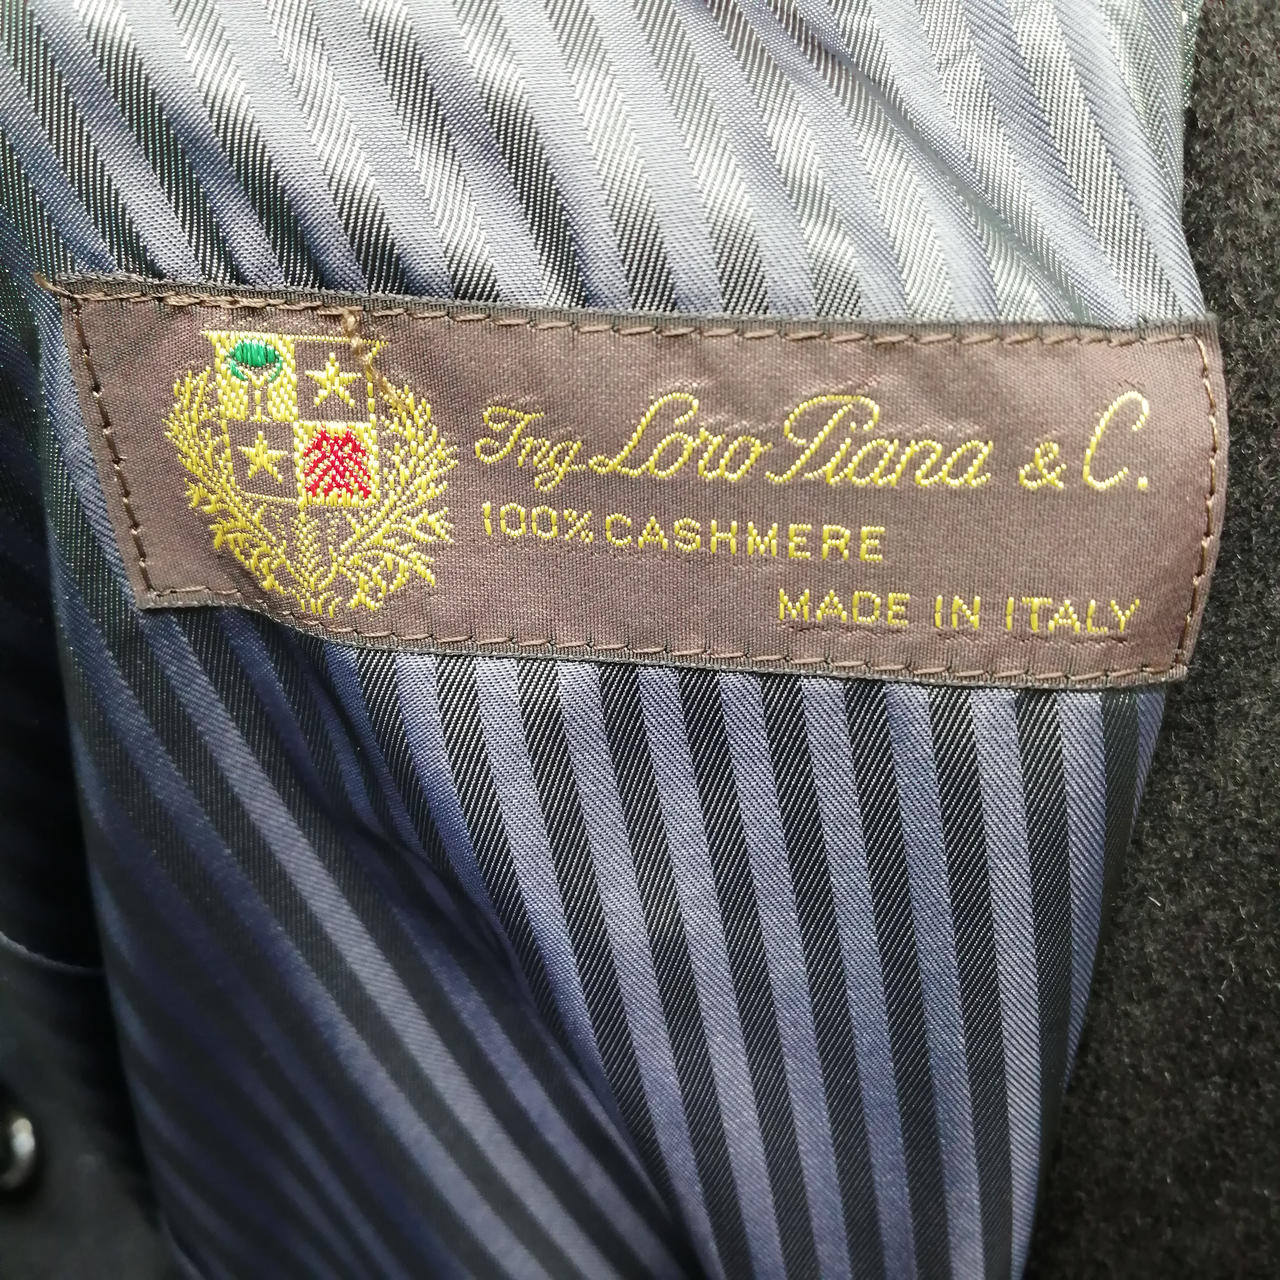 Ing Loro Piana & C.
100% CASHMERE
MADE IN ITALY